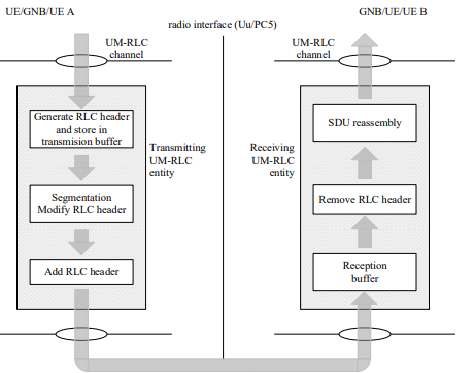 UE/GNB/UE A
GNB/UE/UE B
radio interface (Uu/PC5)
UM-RLC
channel
UM-RLC
channel
Generate RLC header
and store in
transmision buffer
Transmitting
UM-RLC
entity
Segmentation
Modify RLC header
Add RLC header
Receiving
UM-RLC
entity
SDU reassembly
Remove RLC header
Reception
buffer